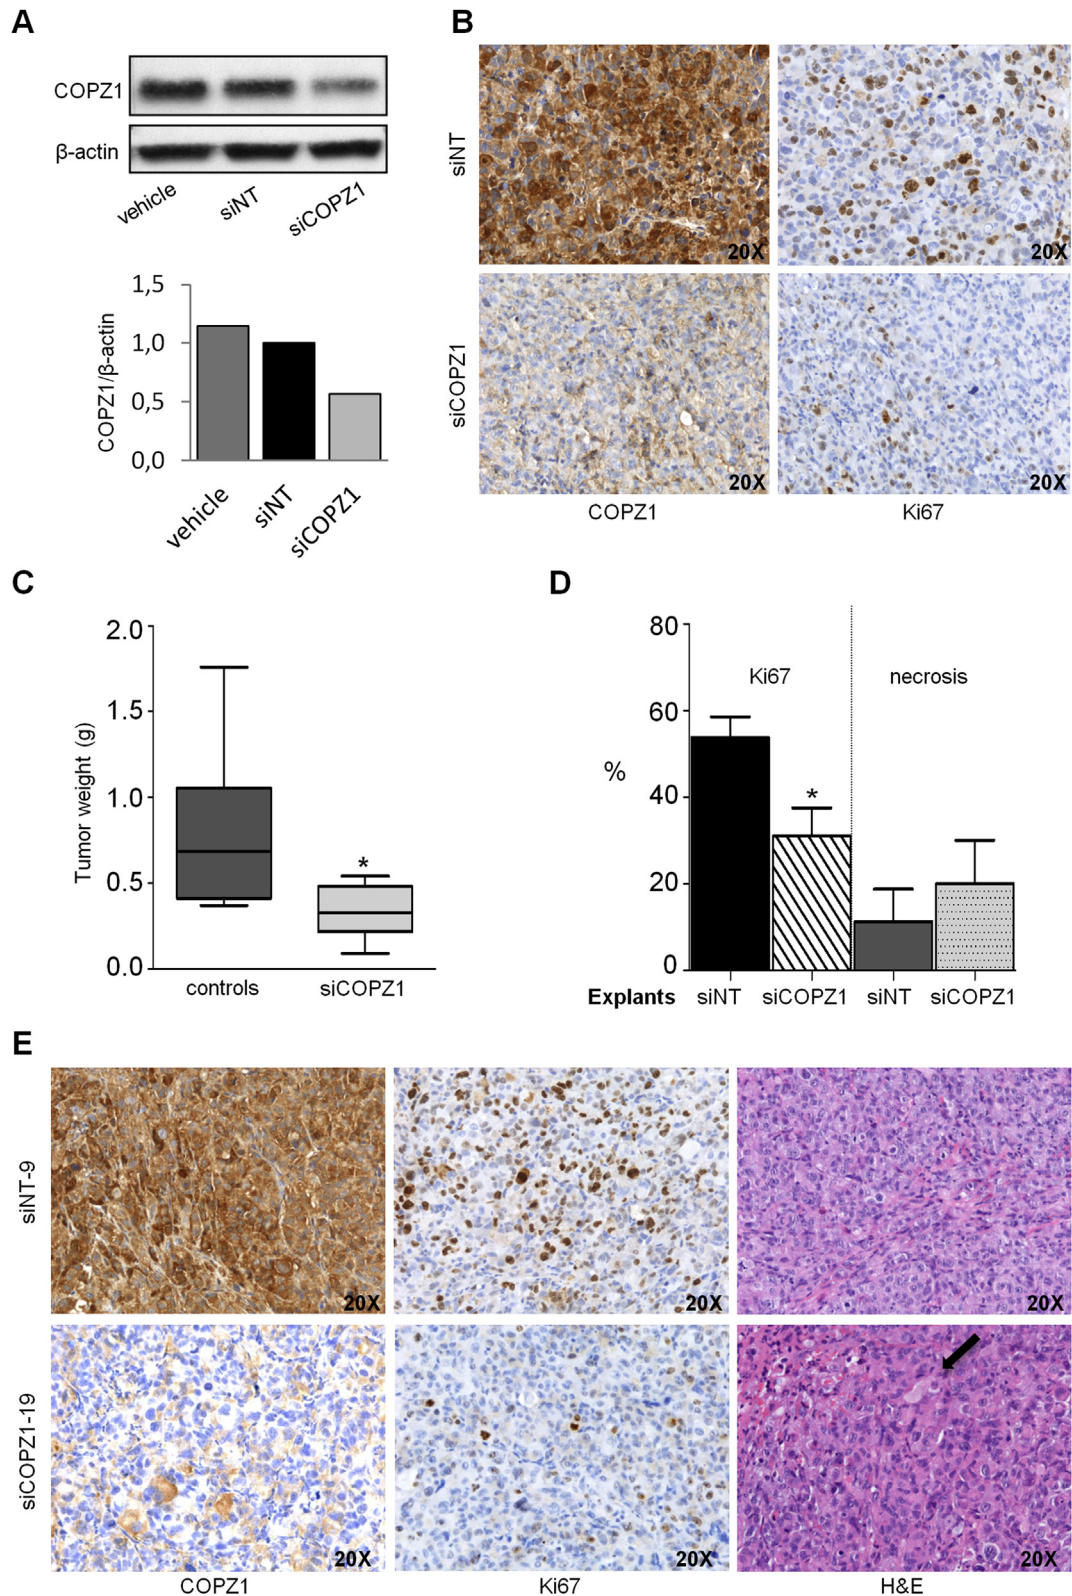 A
COPZ1
β-actin
vehicle siNT siCOPZ1
COPZ1/β-actin
1,5
1,0
0,5
0,0
vehicle siNT siCOPZ1
B
siNT
20X 20X
siCOPZ1
20X 20X
COPZ1 Ki67
C
Tumor weight (g)
2.0
1.5
1.0
0.5
0.0
*
controls siCOPZ1
D
%
80
60
40
20
0
Ki67 necrosis
*
Explants siNT siCOPZ1 siNT siCOPZ1
E
siNT-9
20X 20X 20X
siCOPZ1-19
20X 20X 20X
COPZ1 Ki67 H&E